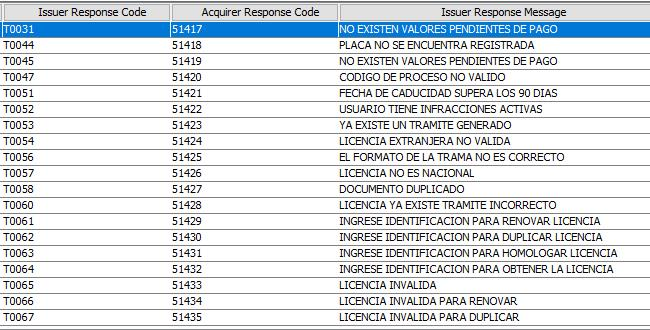 Issuer Response Code Acquirer Response Code Issuer Response Message
T0031 51417 NO EXISTEN VALORES PENDIENTES DE PAGO
T0044 51418 PLACA NO SE ENCUENTRA REGISTRADA
T0045 51419 NO EXISTEN VALORES PENDIENTES DE PAGO
T0047 51420 CODIGO DE PROCESO NO VALIDO
T0051 51421 FECHA DE CADUCIDAD SUPERA LOS 90 DIAS
T0052 51422 USUARIO TIENE INFRACCIONES ACTIVAS
T0053 51423 YA EXISTE UN TRAMITE GENERADO
T0054 51424 LICENCIA EXTRANJERA NO VALIDA
T0056 51425 EL FORMATO DE LA TRAMA NO ES CORRECTO
T0057 51426 LICENCIA NO ES NACIONAL
T0058 51427 DOCUMENTO DUPLICADO
T0060 51428 LICENCIA YA EXISTE TRAMITE INCORRECTO
T0061 51429 INGRESE IDENTIFICACION PARA RENOVAR LICENCIA
T0062 51430 INGRESE IDENTIFICACION PARA DUPLICAR LICENCIA
T0063 51431 INGRESE IDENTIFICACION PARA HOMOLOGAR LICENCIA
T0064 51432 INGRESE IDENTIFICACION PARA OBTENER LA LICENCIA
T0065 51433 LICENCIA INVALIDA
T0066 51434 LICENCIA INVALIDA PARA RENOVAR
T0067 51435 LICENCIA INVALIDA PARA DUPLICAR